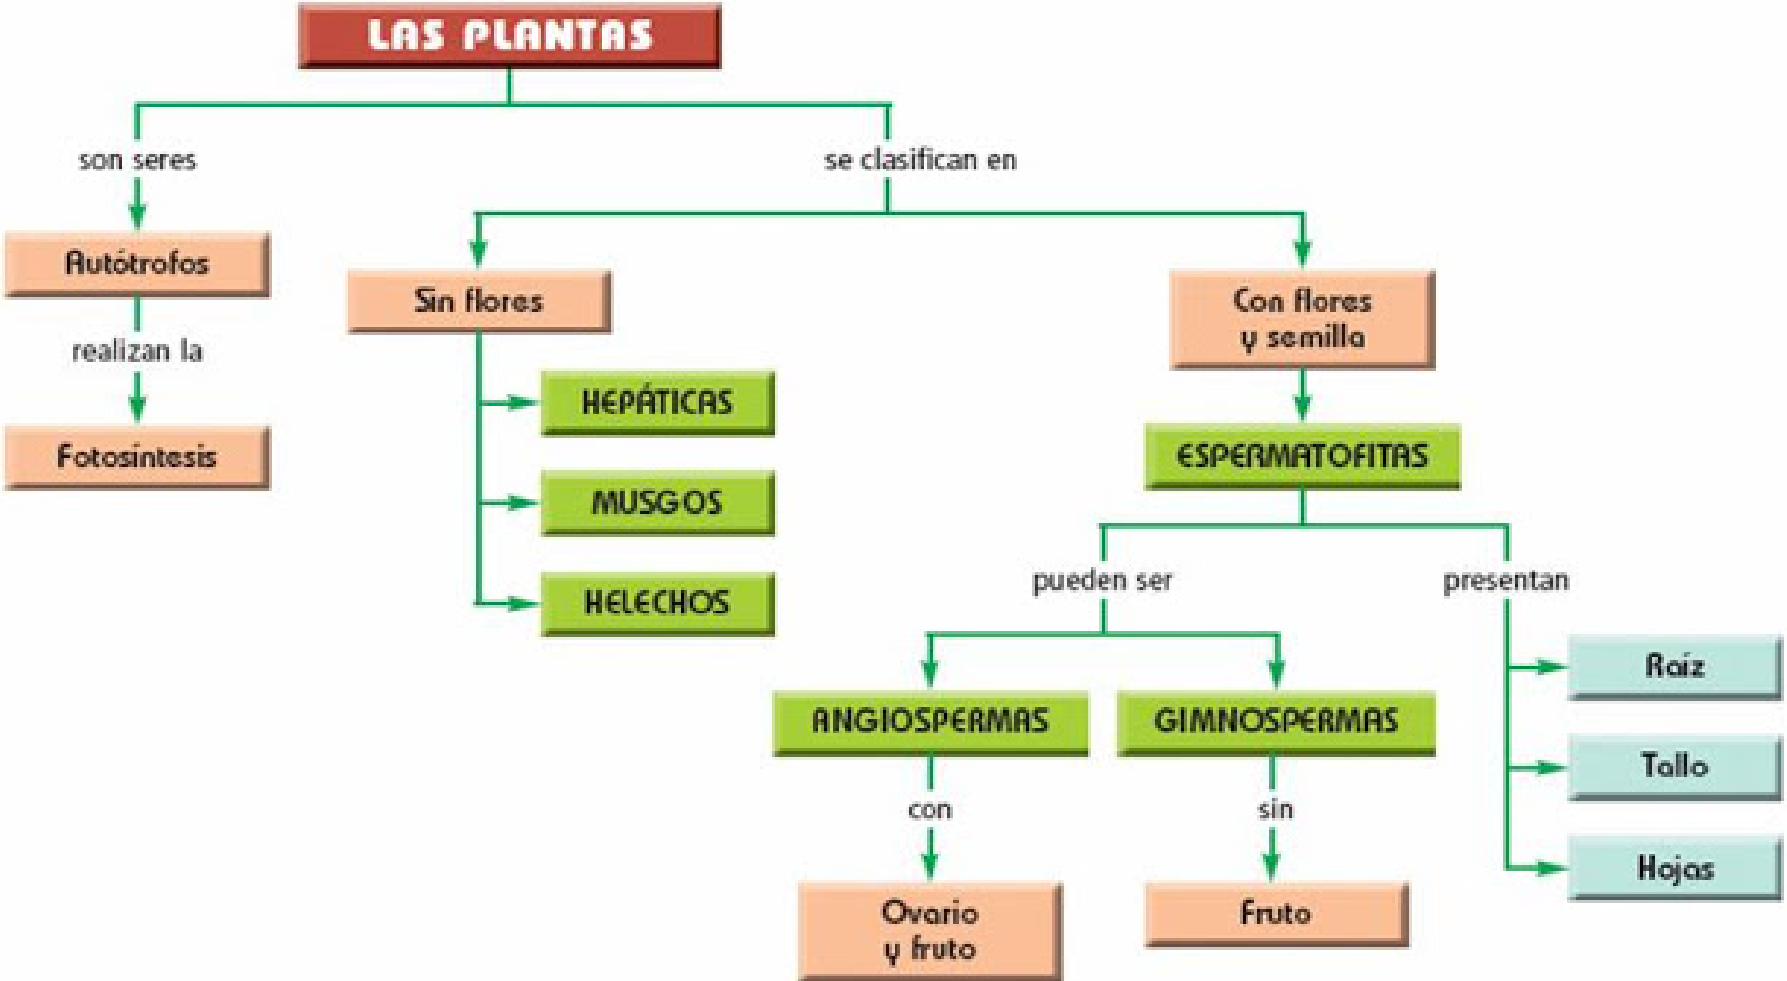 LAS PLANTAS
son seres
se clasifican en
Autótrofos
Sin flores
Con flores
y semilla
realizan la
HEPÁTICAS
Fotosíntesis
ESPERMATOFITAS
MUSGOS
pueden ser
presentan
HELECHOS
Raíz
ANGIOSPERMAS
GIMNOSPERMAS
Tallo
con
sin
Hojas
Ovario
y fruto
Fruto